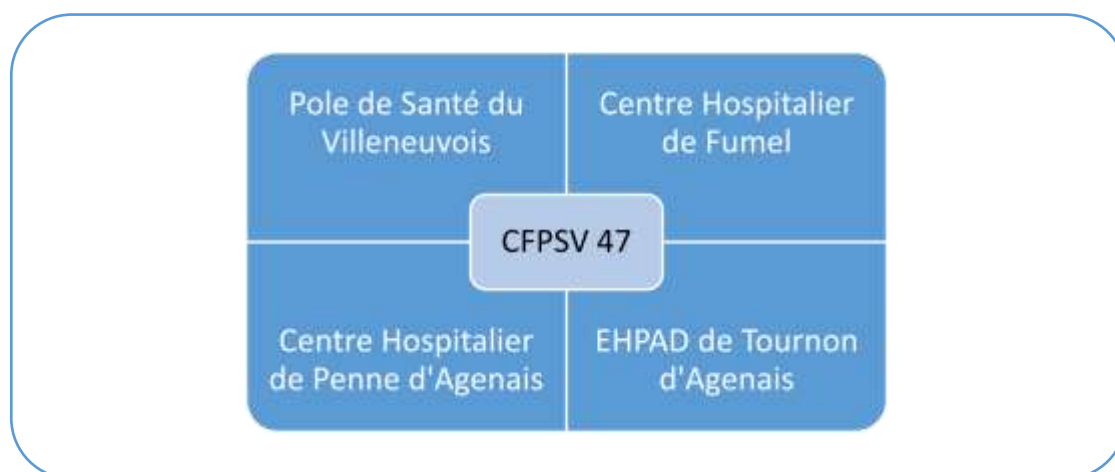 Pole de Santé du
Villeneuvois
Centre Hospitalier
de Fumel
CFPSV 47
Centre Hospitalier
de Penne d'Agenais
EHPAD de Tournon
d'Agenais